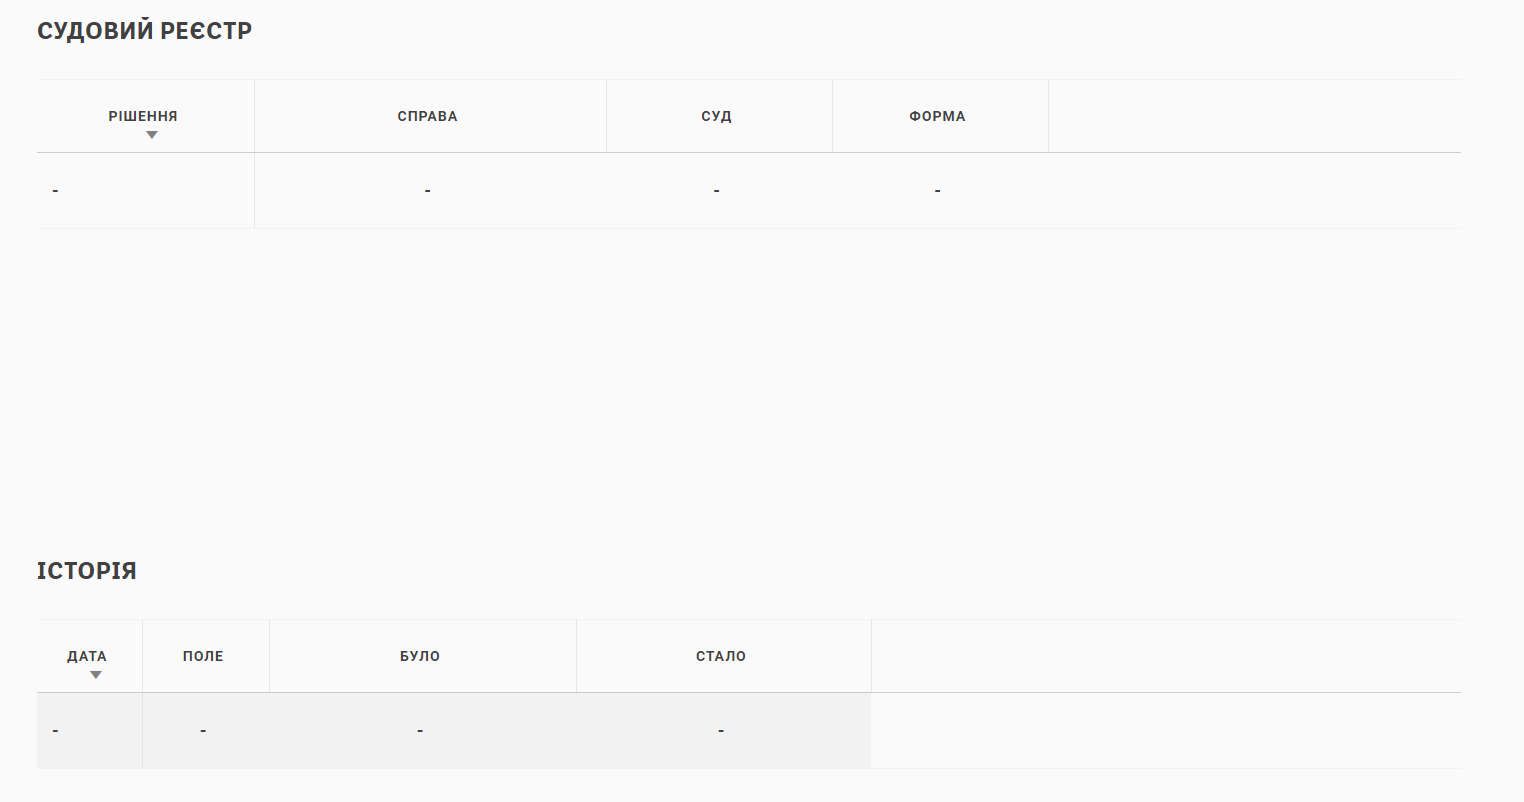 СУДОВИЙ РЕЄСТР
РІШЕННЯ СПРАВА СУД ФОРМА
- - - -
ІСТОРІЯ
ДАТА ПОЛЕ БУЛО СТАЛО
- - - -